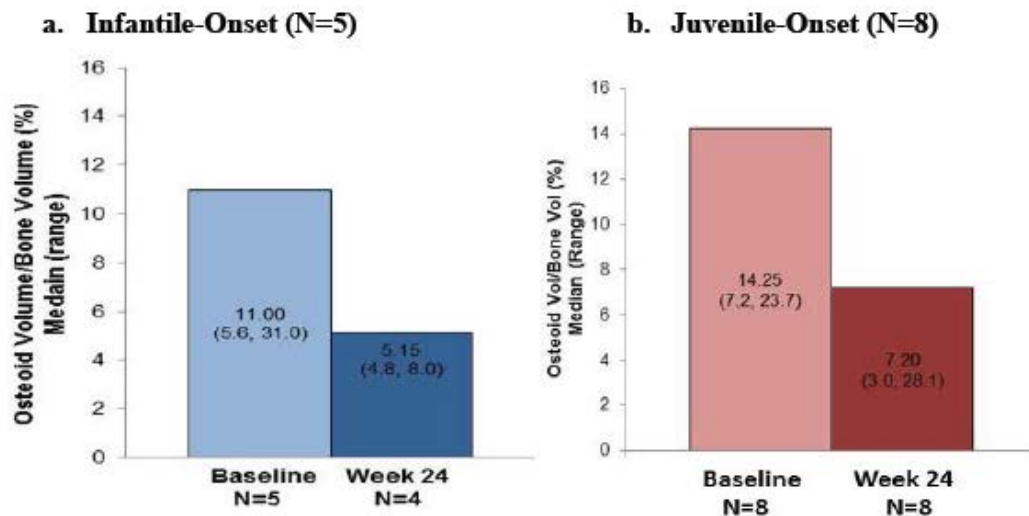 a. Infantile-Onset (N=5)
Osteoid Volume/Bone Volume (%)
Medain (range)
16
14
12
10
8
6
4
2
0
11.00
(5.6, 31.0)
5.15
(4.8, 8.0)
Baseline
N=5
Week 24
N=4
b. Juvenile-Onset (N=8)
Osteoid Vol/Bone Vol (%)
Median (Range)
16
14
12
10
8
6
4
2
0
14.25
(7.2, 23.7)
7.20
(3.0, 28.1)
Baseline
N=8
Week 24
N=8